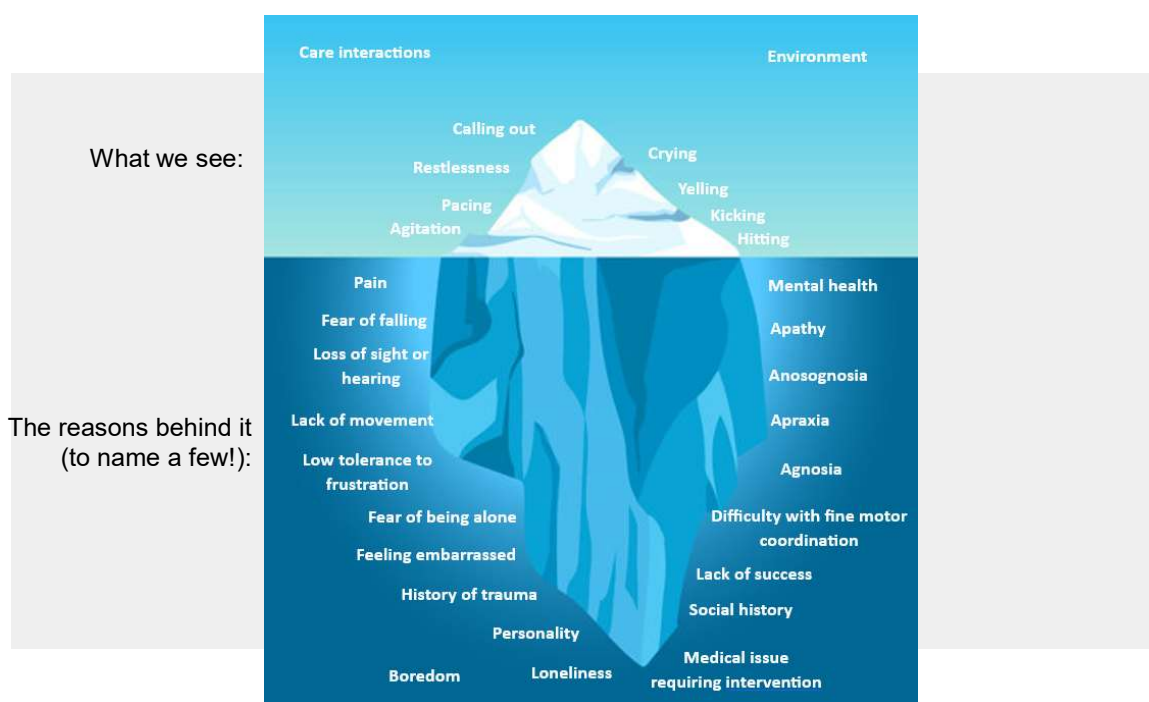 Care interactions
Environment
What we see:
Calling out
Restlessness
Pacing
Agitation
Crying
Yelling
Kicking
Hitting
The reasons behind it
(to name a few!):
Pain
Fear of falling
Loss of sight or
hearing
Lack of movement
Low tolerance to
frustration
Fear of being alone
Feeling embarrassed
History of trauma
Personality
Boredom
Loneliness
Mental health
Apathy
Anosognosia
Apraxia
Agnosia
Difficulty with fine motor
coordination
Lack of success
Social history
Medical issue
requiring intervention